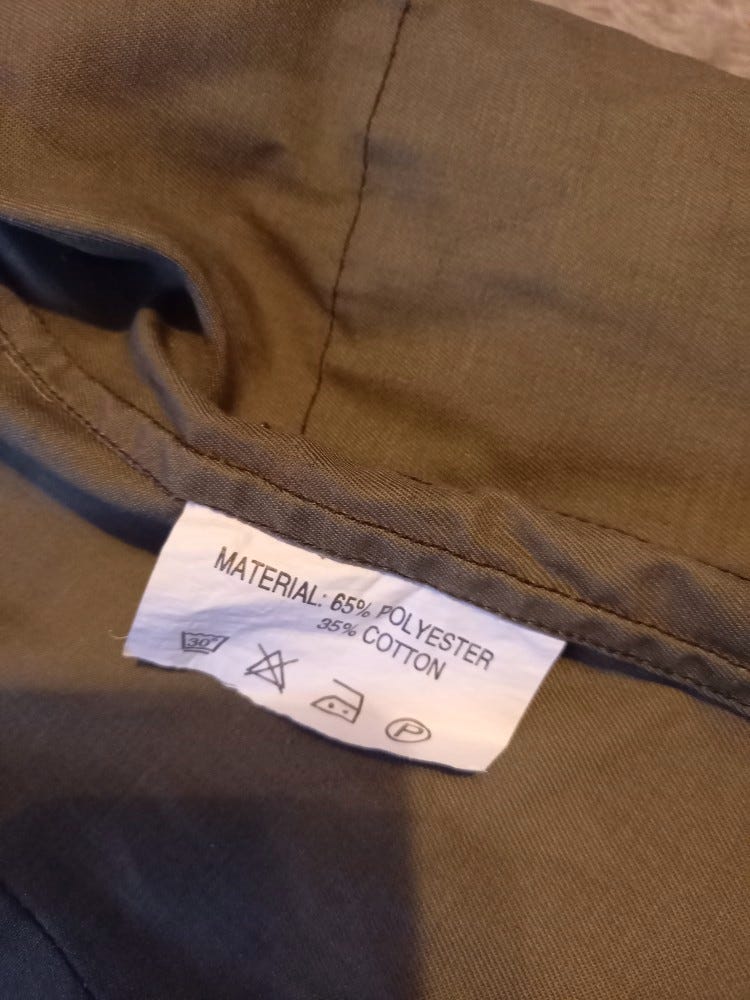 MATERIAL: 65% POLYESTER
35% COTTON
30°
P